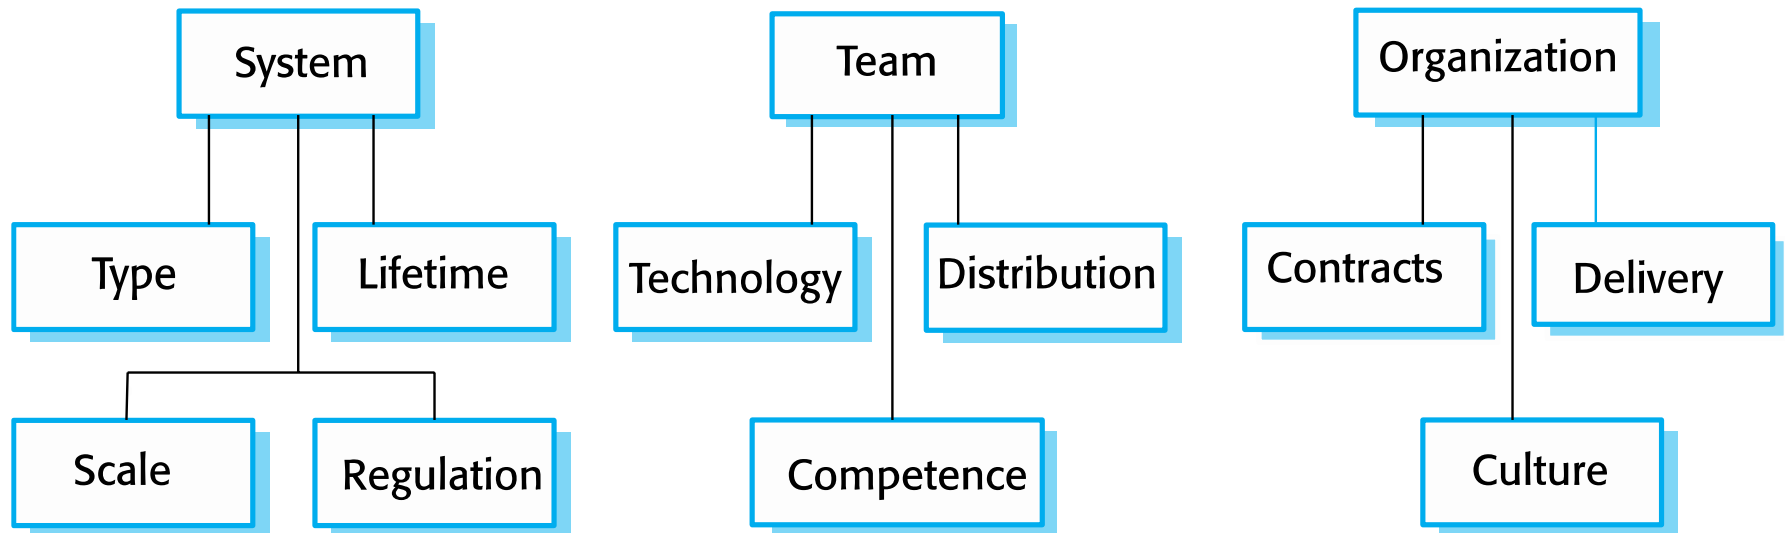 System
Team
Organization
Type
Lifetime
Technology
Distribution
Contracts
Delivery
Scale
Regulation
Competence
Culture